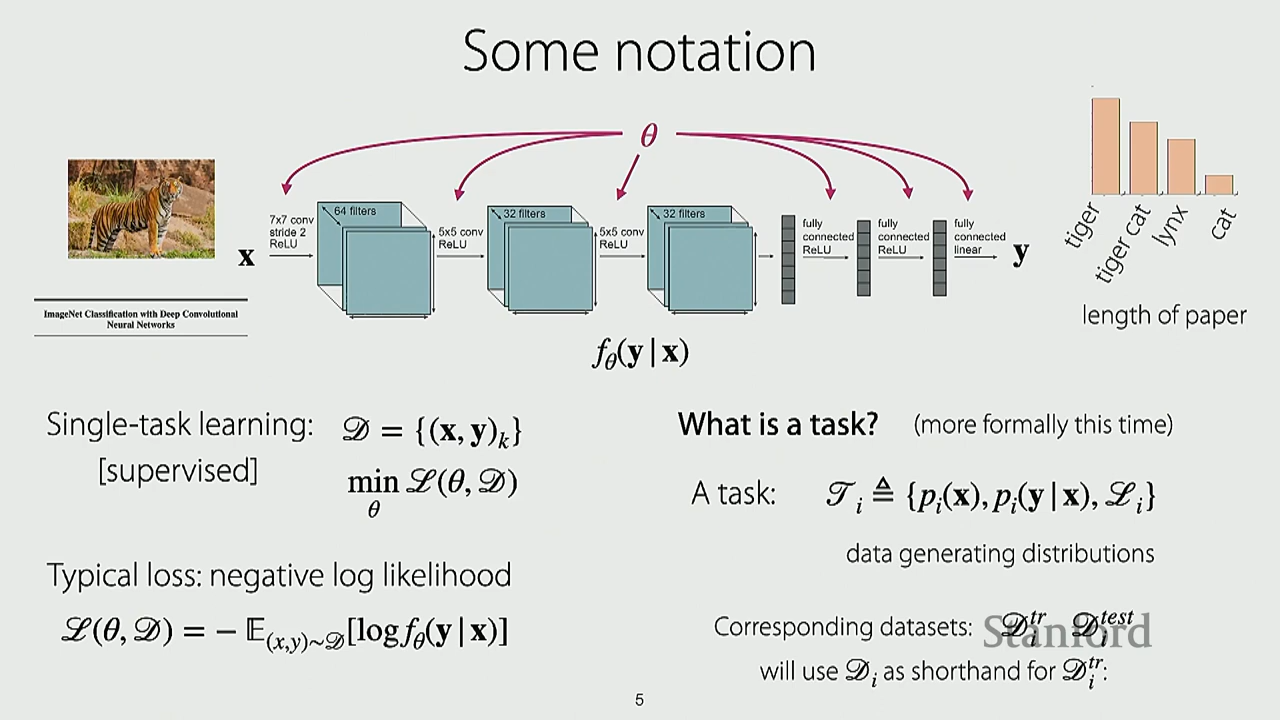 Some notation
θ
7x7 conv
stride 2
ReLU
64 filters
5x5 conv
ReLU
32 filters
5x5 conv
ReLU
32 filters
fully
connected
ReLU
fully
connected
ReLU
fully
connected
linear
x
y
tiger
tiger cat
lynx
cat
ImageNet Classification with Deep Convolutional
Neural Networks
length of paper
f_θ(y | x)
Single-task learning: 𝒟 = {(x, y)_k}
[supervised]
min_θ ℒ(θ, 𝒟)
Typical loss: negative log likelihood
ℒ(θ, 𝒟) = − 𝔼_{(x,y)∼𝒟}[log f_θ(y | x)]
What is a task? (more formally this time)
A task: 𝒯_i ≜ {p_i(x), p_i(y | x), ℒ_i}
data generating distributions
Corresponding datasets: 𝒟_i^{tr} 𝒟_i^{test}
Stanford
will use 𝒟_i as shorthand for 𝒟_i^{tr}:
5